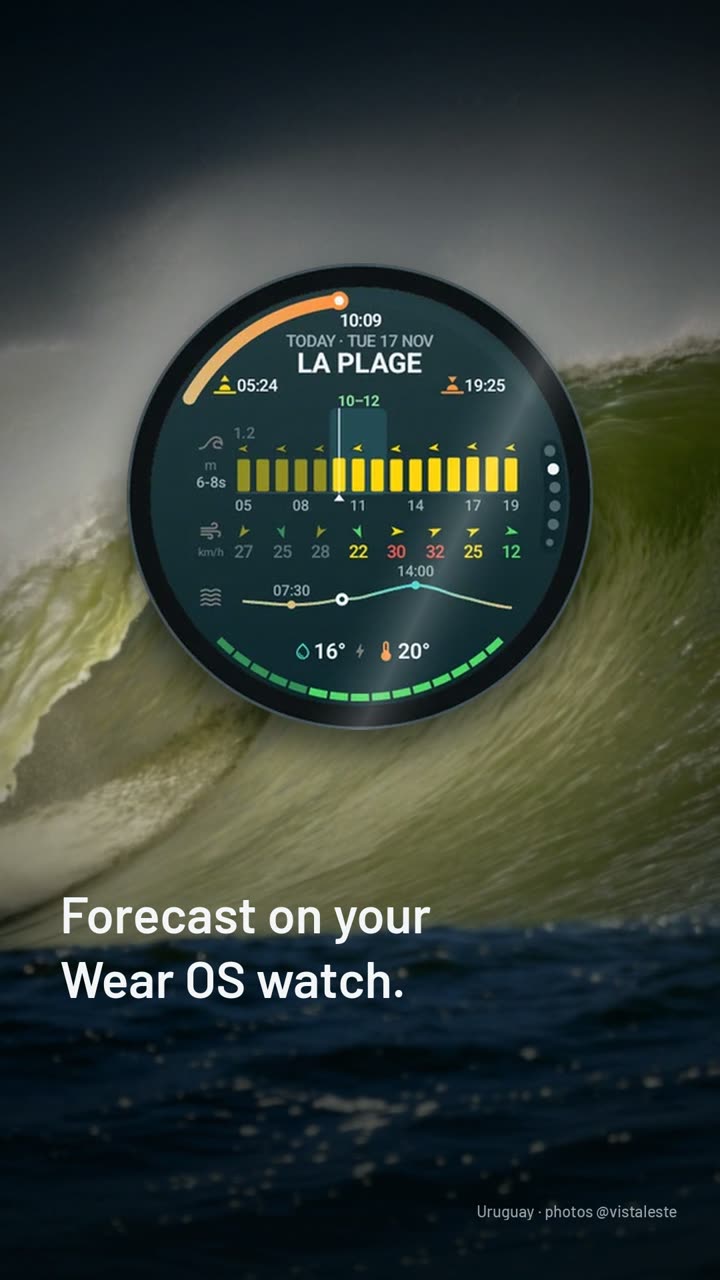 10:09
TODAY · TUE 17 NOV
LA PLAGE
05:24 19:25
10–12
1.2
m
6-8s
05 08 11 14 17 19
km/h 27 25 28 22 30 32 25 12
14:00
07:30
16° 20°
Forecast on your
Wear OS watch.
Uruguay · photos @vistaleste